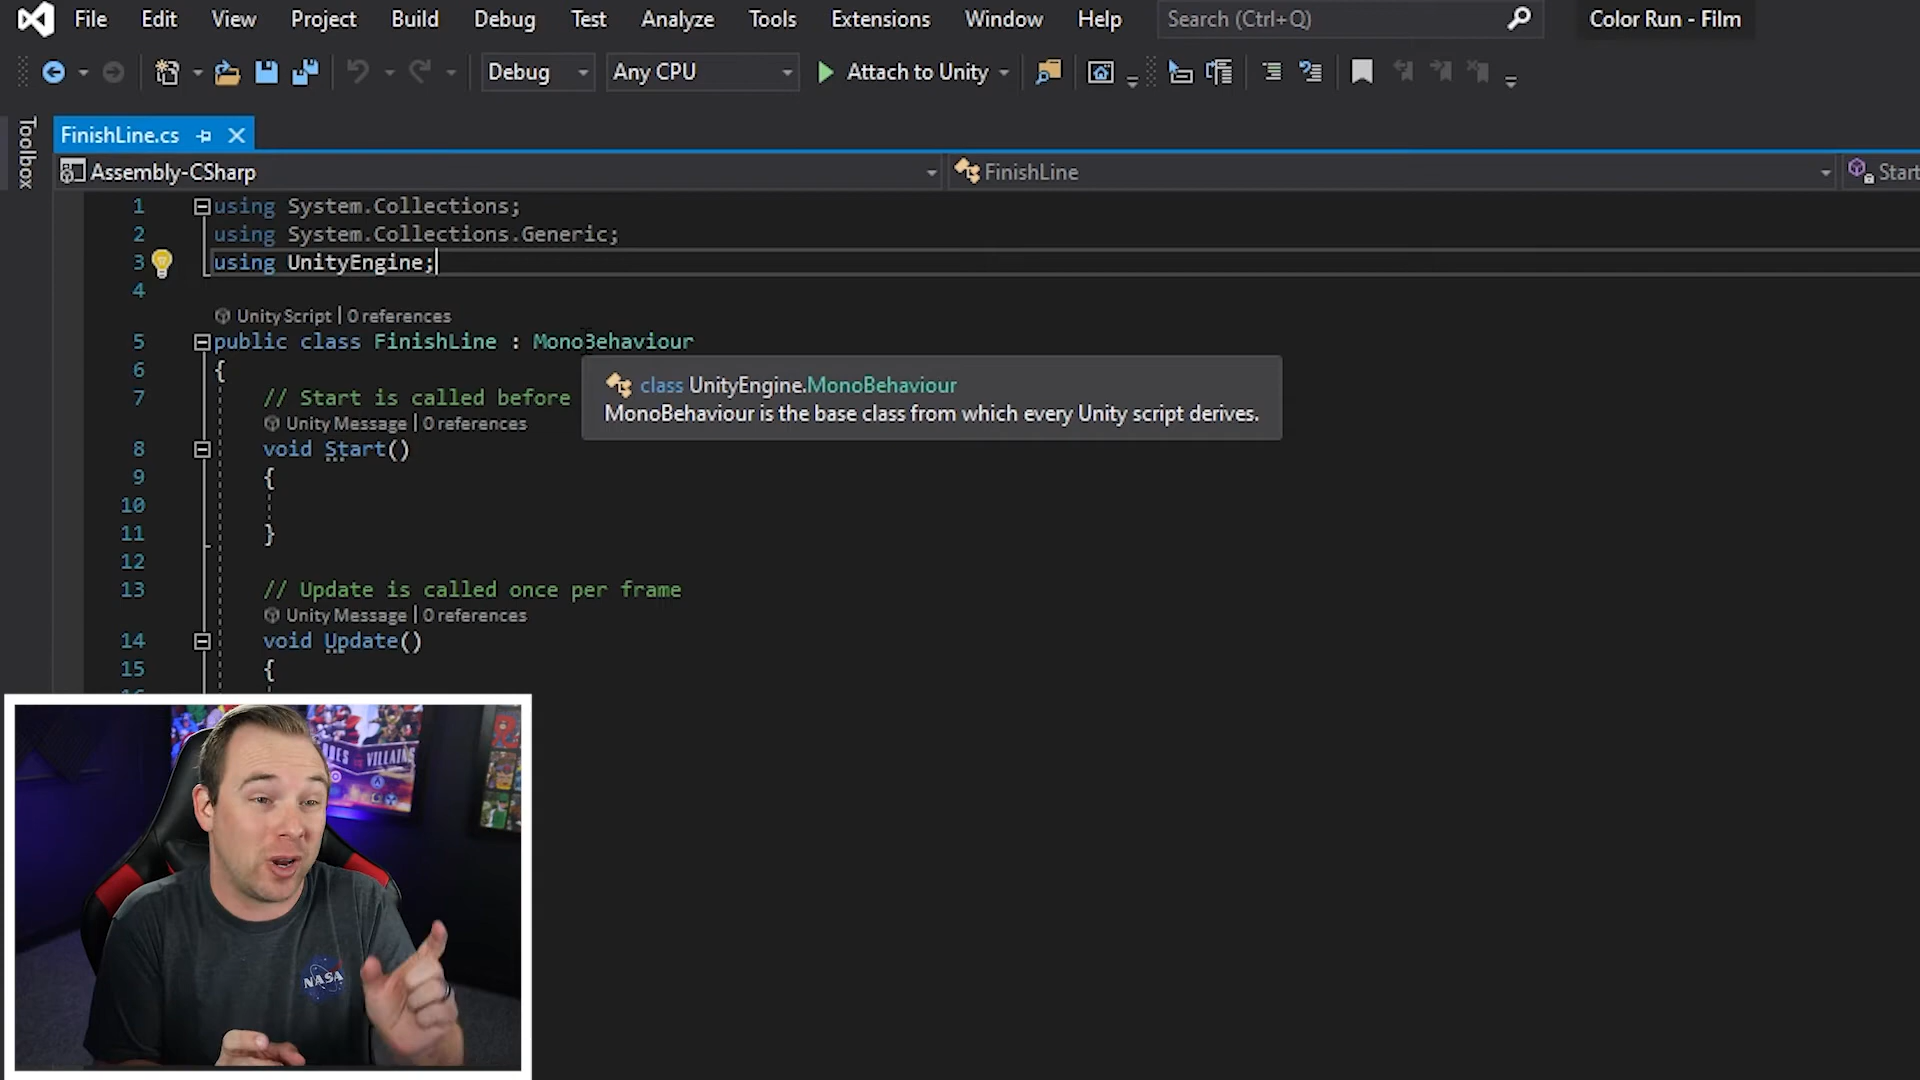 File Edit View Project Build Debug Test Analyze Tools Extensions Window Help Search (Ctrl+Q) Color Run - Film
Debug Any CPU Attach to Unity
Toolbox
FinishLine.cs
Assembly-CSharp FinishLine Start
1 using System.Collections;
2 using System.Collections.Generic;
3 using UnityEngine;
4
Unity Script | 0 references
5 public class FinishLine : MonoBehaviour
6 {
class UnityEngine.MonoBehaviour
MonoBehaviour is the base class from which every Unity script derives.
7 // Start is called before
Unity Message | 0 references
8 void Start()
9 {
10
11 }
12
13 // Update is called once per frame
Unity Message | 0 references
14 void Update()
15 {
VILLAINS
NASA